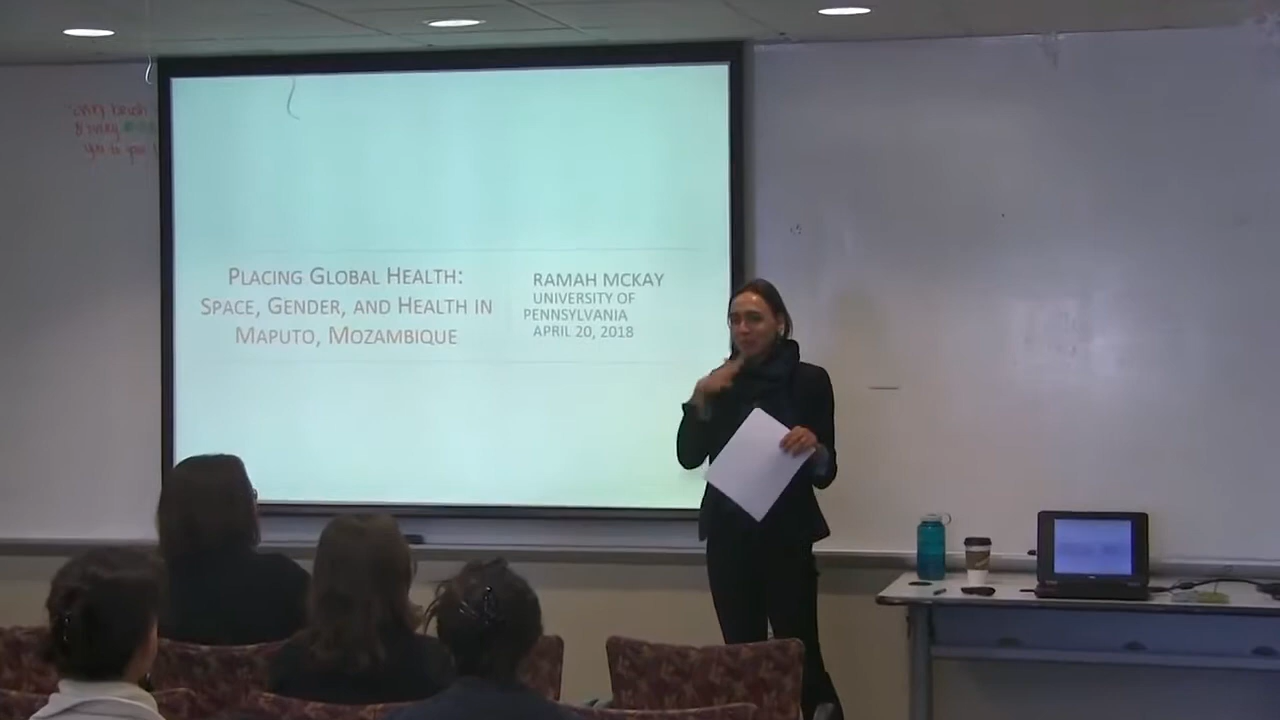 PLACING GLOBAL HEALTH:
SPACE, GENDER, AND HEALTH IN
MAPUTO, MOZAMBIQUE
RAMAH MCKAY
UNIVERSITY OF
PENNSYLVANIA
APRIL 20, 2018